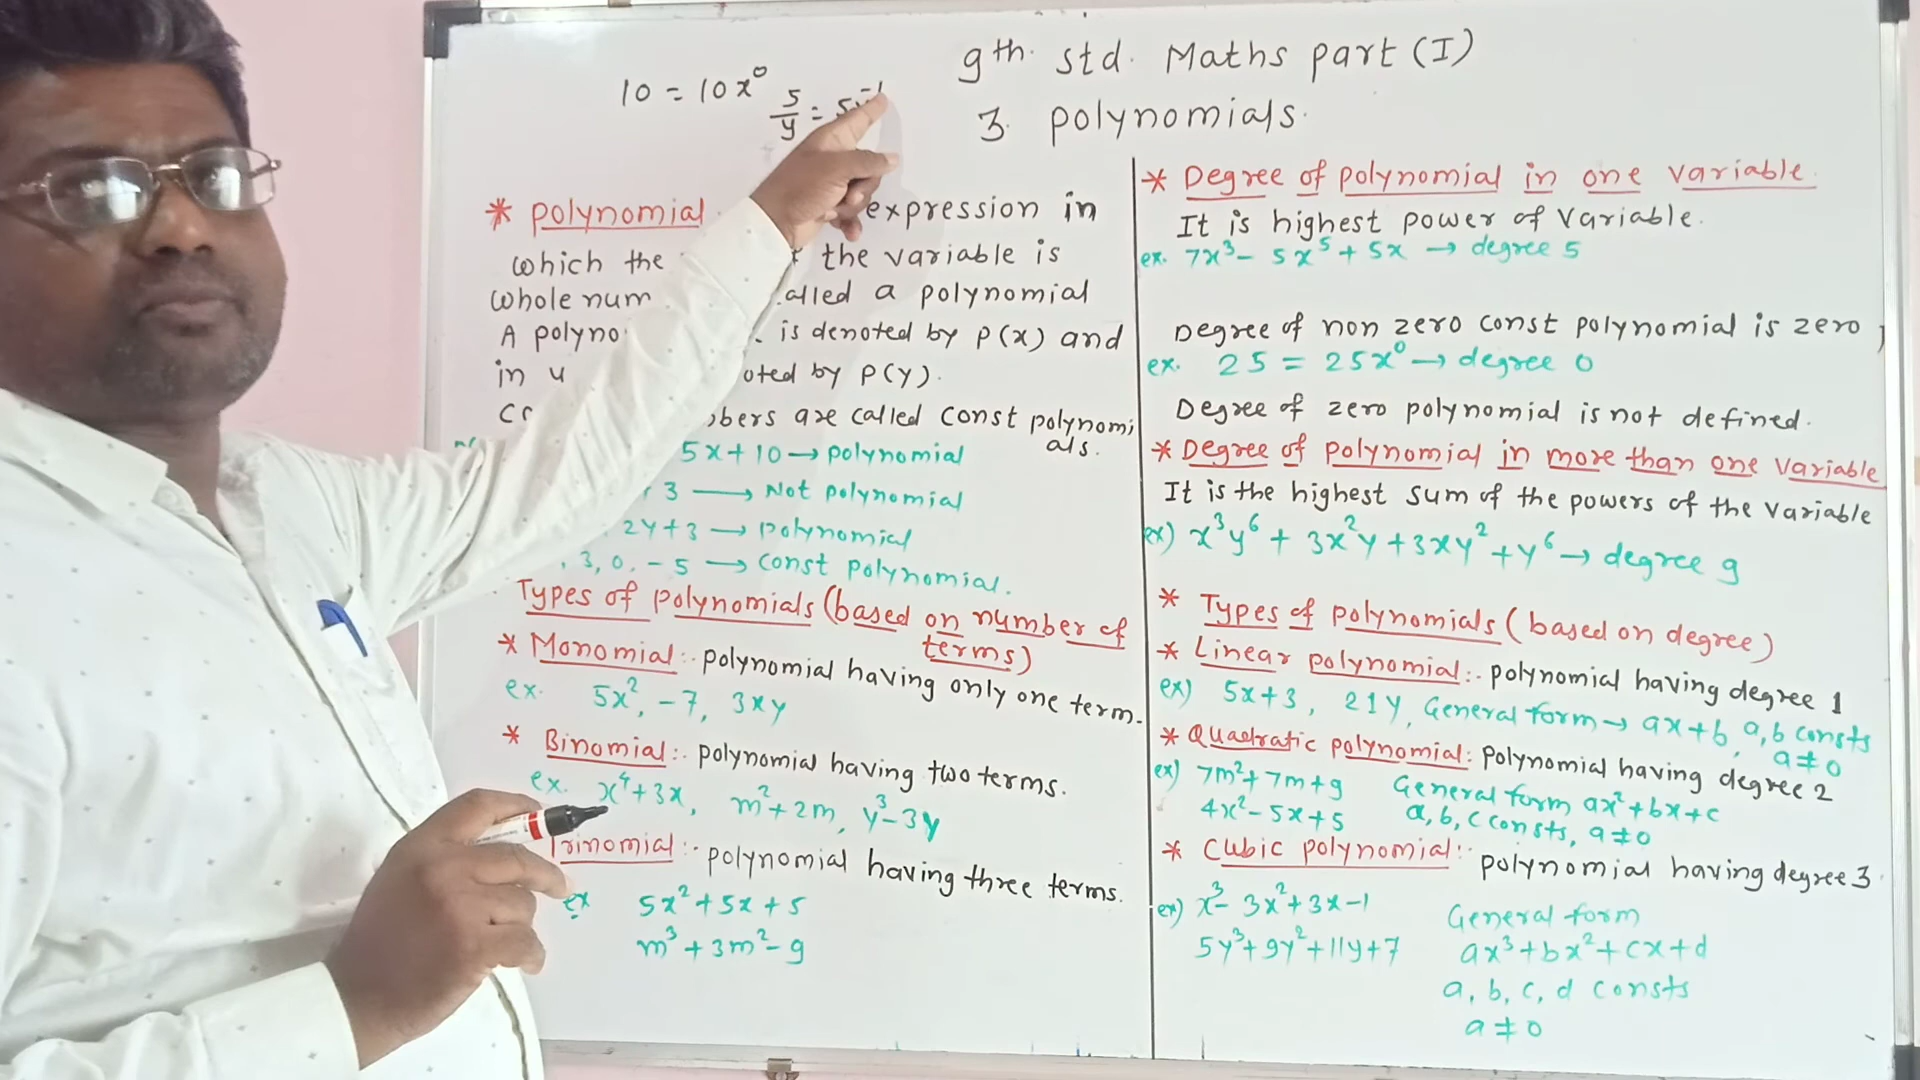 9th. std. Maths part (I)
3. polynomials.
10 = 10x⁰
5/y = 5y⁻¹
* polynomial expression in
which the the variable is
whole num called a polynomial
A polyno is denoted by p(x) and
in oted by p(y).
bers are called const polynomi
als.
5x+10 → polynomial
3 → Not polynomial
2y+3 → polynomial
3, 0, -5 → const polynomial.
Types of polynomials (based on number of
terms)
* Monomial:- polynomial having only one term.
ex. 5x², -7, 3xy
* Binomial:- polynomial having two terms.
ex. x⁴+3x, m²+2m, y³-3y
Trinomial:- polynomial having three terms.
ex 5x²+5x+5
m³+3m²-9
* Degree of polynomial in one variable.
It is highest power of variable.
ex. 7x³- 5x⁵+5x → degree 5
Degree of non zero const polynomial is zero,
ex. 25 = 25x⁰ → degree 0
Degree of zero polynomial is not defined.
* Degree of polynomial in more than one variable
It is the highest sum of the powers of the variable
ex) x³y⁶ + 3x²y+3xy²+y⁶ → degree 9
* Types of polynomials (based on degree)
* Linear polynomial:- polynomial having degree 1
ex) 5x+3, 21y, General form → ax+b, a,b consts
a≠0
* Quadratic polynomial: polynomial having degree 2
ex) 7m²+7m+9 General form ax²+bx+c
4x²-5x+5 a,b,c consts, a≠0
* Cubic polynomial:- polynomial having degree 3.
ex) x³-3x²+3x-1 General form
5y³+9y²+11y+7 ax³+bx²+cx+d
a, b, c, d consts
a≠0